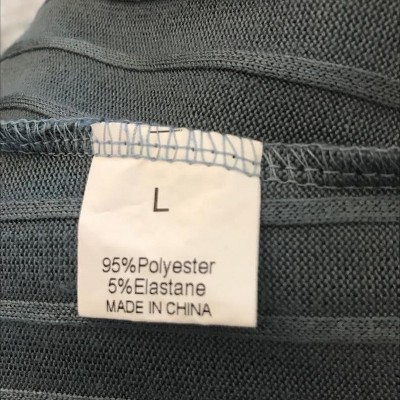 L
95%Polyester
5%Elastane
MADE IN CHINA